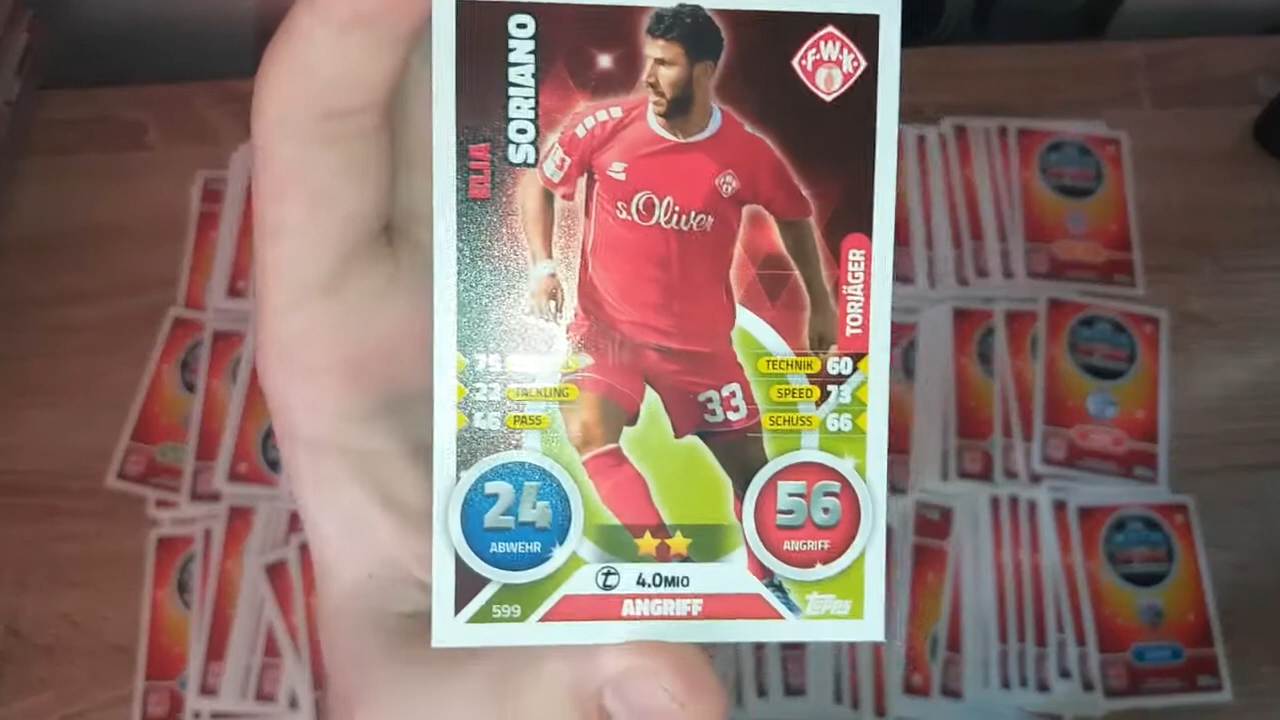 ELIA
SORIANO
FWK
s.Oliver
TORJÄGER
33
TACKLING
PASS
TECHNIK 60
SPEED 73
SCHUSS 66
24
ABWEHR
56
ANGRIFF
4.0MIO
ANGRIFF
599
topps